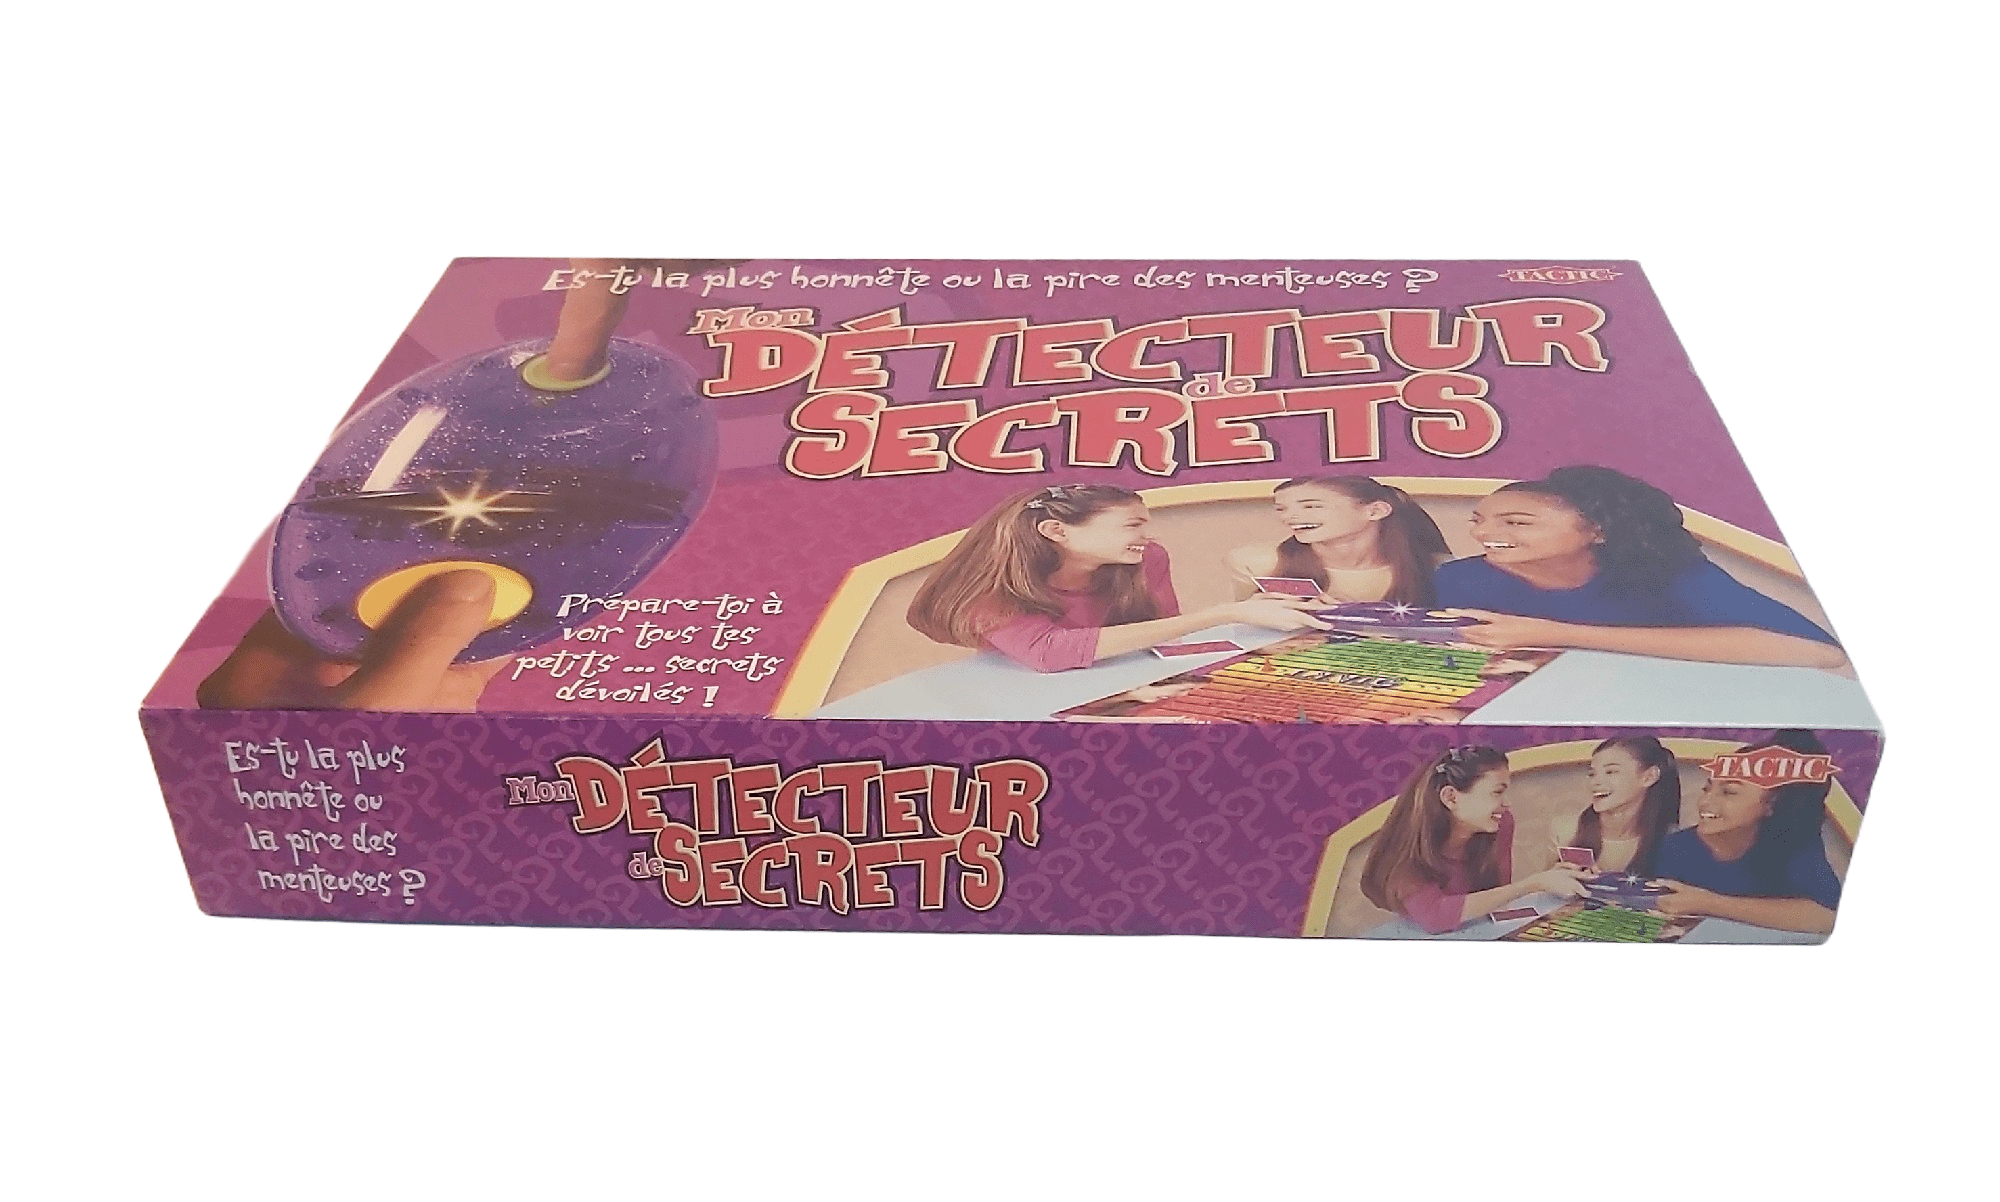 Es-tu la plus honnête ou la pire des menteuses ?
TACTIC
Mon
DÉTECTEUR
de
SECRETS
Prépare-toi à
voir tous tes
petits ... secrets
dévoilés !
Es-tu la plus
honnête ou
la pire des
menteuses ?
Mon DÉTECTEUR
de SECRETS
TACTIC